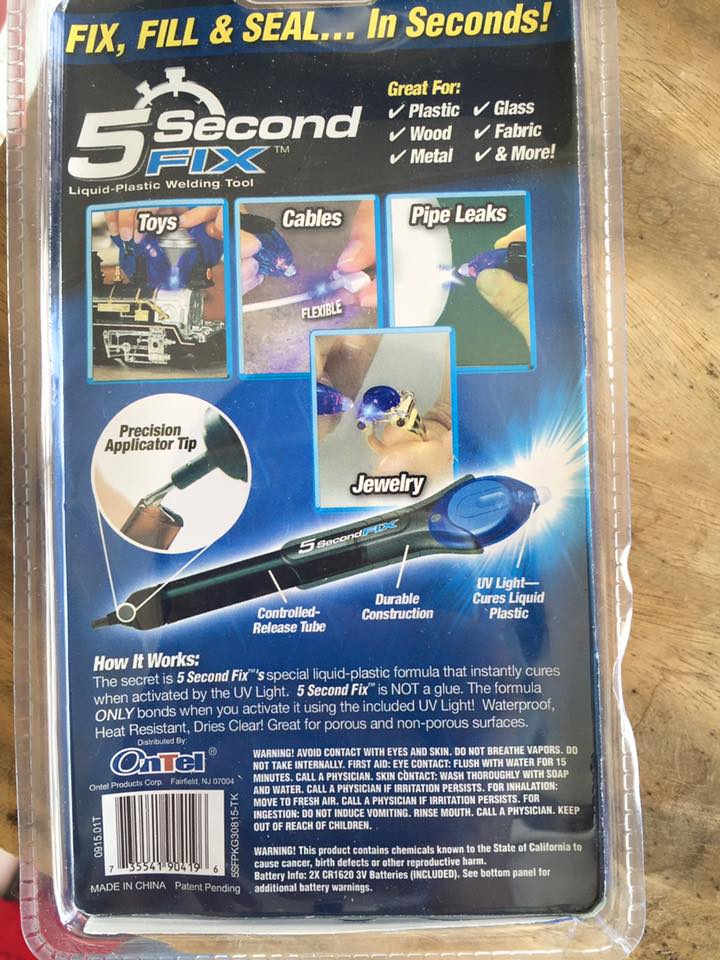 FIX, FILL & SEAL... In Seconds!
5 Second
FIX™
Liquid-Plastic Welding Tool
Great For:
✓ Plastic ✓ Glass
✓ Wood ✓ Fabric
✓ Metal ✓ & More!
Toys
Cables
Pipe Leaks
FLEXIBLE
Jewelry
Precision
Applicator Tip
5 Second FIX
Controlled-
Release Tube
Durable
Construction
UV Light—
Cures Liquid
Plastic
How It Works:
The secret is 5 Second Fix™'s special liquid-plastic formula that instantly cures
when activated by the UV Light. 5 Second Fix™ is NOT a glue. The formula
ONLY bonds when you activate it using the included UV Light! Waterproof,
Heat Resistant, Dries Clear! Great for porous and non-porous surfaces.
Distributed By:
OnTel®
Ontel Products Corp. Fairfield, NJ 07004
0915.01T
7 35541 90419 6
SSFPKG30815-TK
MADE IN CHINA Patent Pending
WARNING! AVOID CONTACT WITH EYES AND SKIN. DO NOT BREATHE VAPORS. DO
NOT TAKE INTERNALLY. FIRST AID: EYE CONTACT: FLUSH WITH WATER FOR 15
MINUTES. CALL A PHYSICIAN. SKIN CONTACT: WASH THOROUGHLY WITH SOAP
AND WATER. CALL A PHYSICIAN IF IRRITATION PERSISTS. FOR INHALATION:
MOVE TO FRESH AIR. CALL A PHYSICIAN IF IRRITATION PERSISTS. FOR
INGESTION: DO NOT INDUCE VOMITING. RINSE MOUTH. CALL A PHYSICIAN. KEEP
OUT OF REACH OF CHILDREN.
WARNING! This product contains chemicals known to the State of California to
cause cancer, birth defects or other reproductive harm.
Battery Info: 2X CR1620 3V Batteries (INCLUDED). See bottom panel for
additional battery warnings.